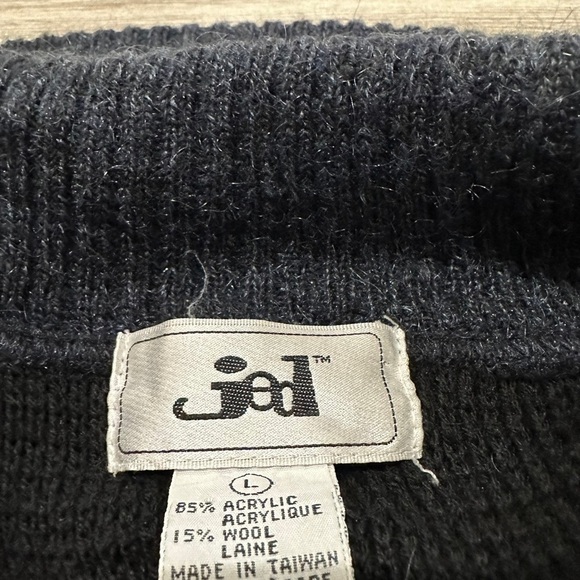 jed™
L
85% ACRYLIC
ACRYLIQUE
15% WOOL
LAINE
MADE IN TAIWAN